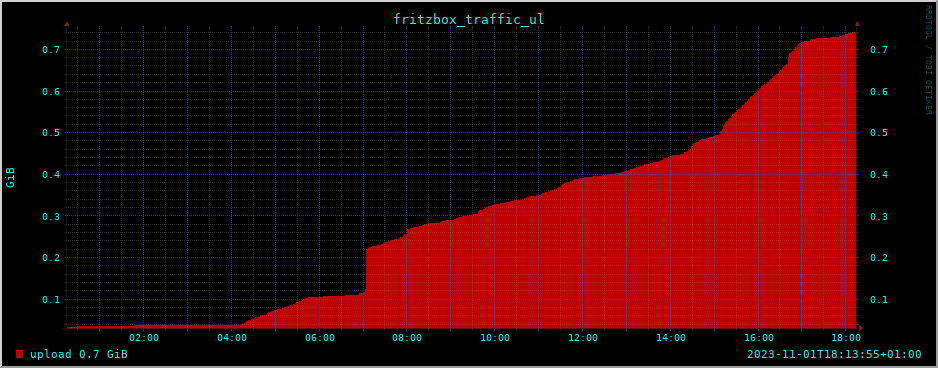 fritzbox_traffic_ul
RRDTOOL / TOBI OETIKER
GiB
0.7 0.7
0.6 0.6
0.5 0.5
0.4 0.4
0.3 0.3
0.2 0.2
0.1 0.1
02:00 04:00 06:00 08:00 10:00 12:00 14:00 16:00 18:00
upload 0.7 GiB 2023-11-01T18:13:55+01:00